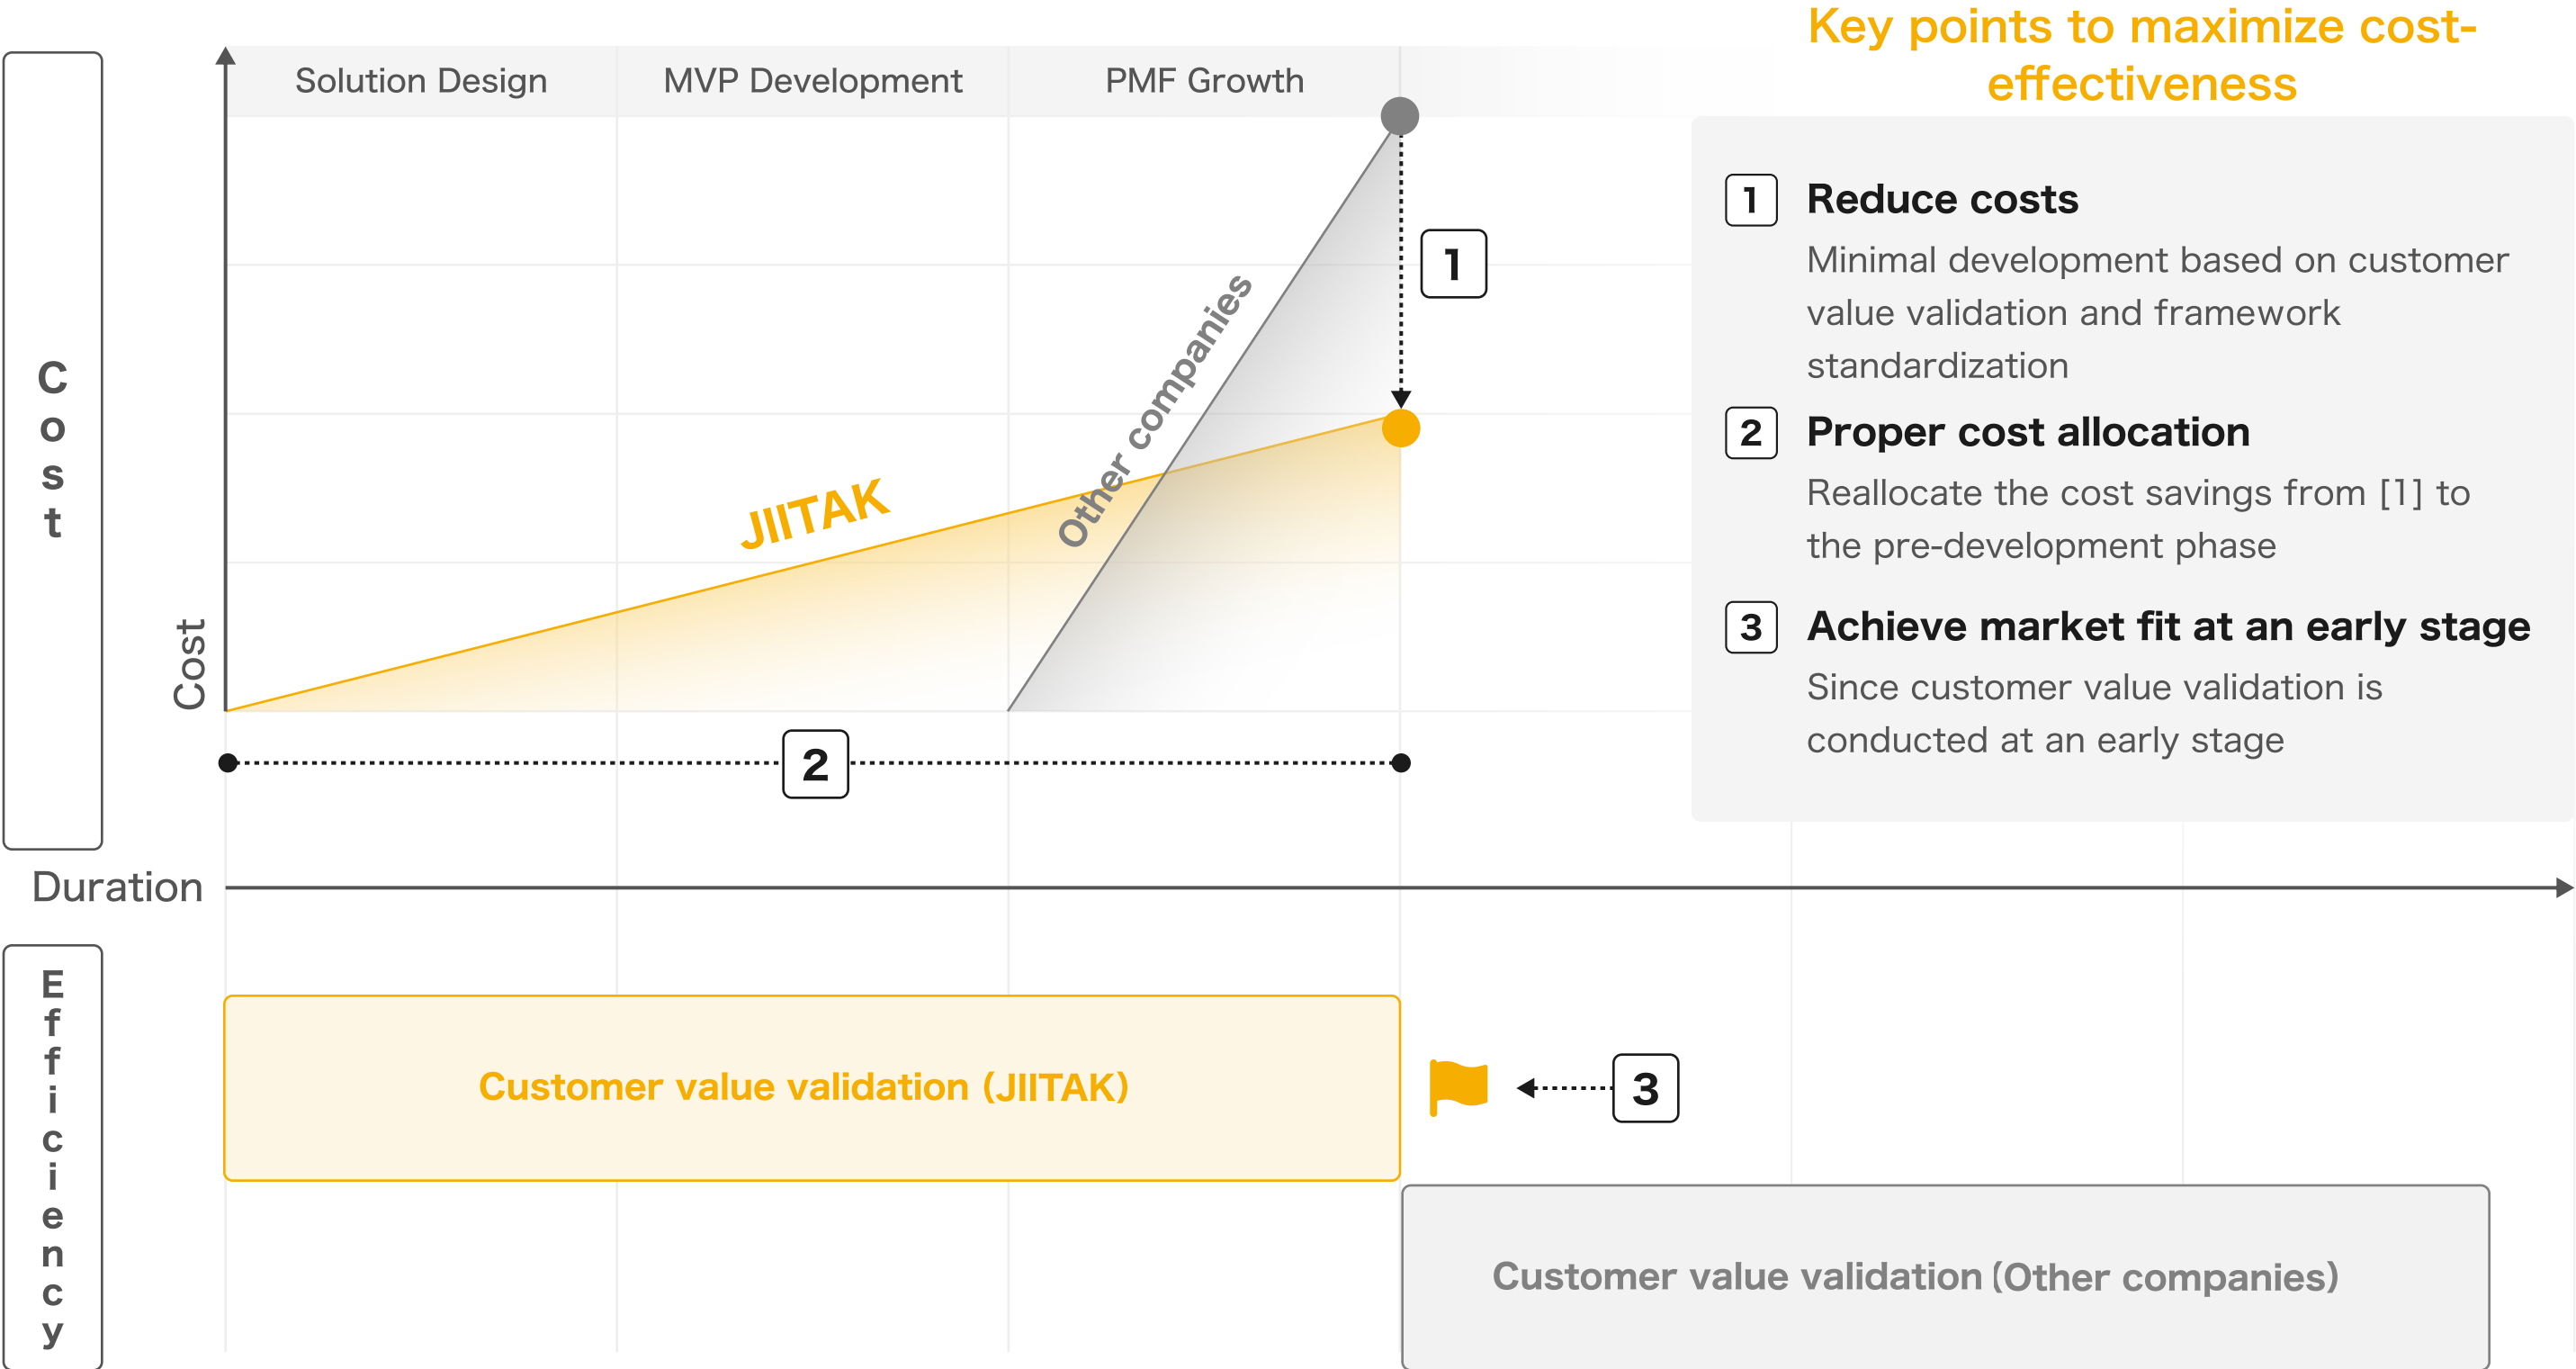 Key points to maximize cost-
effectiveness
Solution Design
MVP Development
PMF Growth
Cost
Cost
JIITAK
Other companies
1
2
1
Reduce costs
Minimal development based on customer
value validation and framework
standardization
2
Proper cost allocation
Reallocate the cost savings from [1] to
the pre-development phase
3
Achieve market fit at an early stage
Since customer value validation is
conducted at an early stage
Duration
Efficiency
Customer value validation (JIITAK)
3
Customer value validation (Other companies)